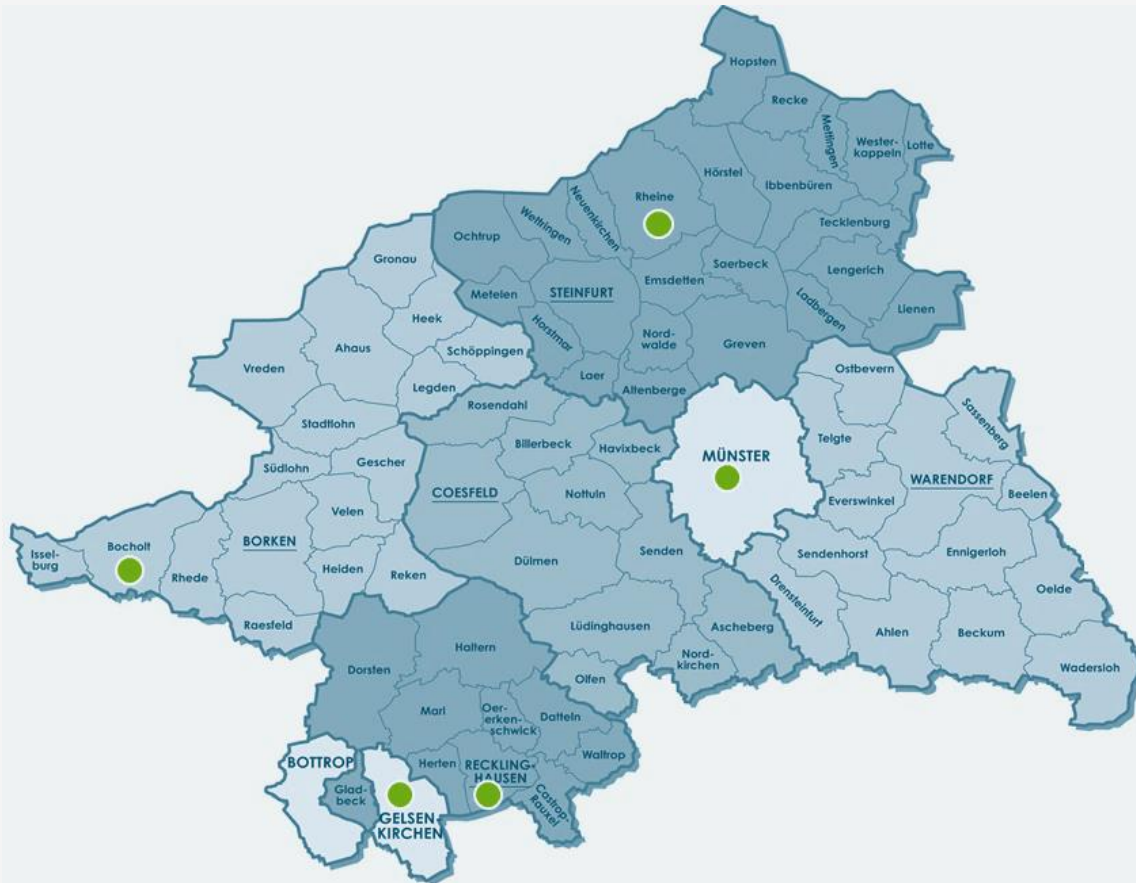 Hopsten
Recke
Mettingen
Wester-
kappeln
Lotte
Hörstel
Ibbenbüren
Rheine
Neuenkirchen
Wettringen
Ochtrup
Tecklenburg
Gronau
Metelen
STEINFURT
Emsdetten
Saerbeck
Lengerich
Ladbergen
Lienen
Heek
Horstmar
Nord-
walde
Greven
Ahaus
Schöppingen
Vreden
Laer
Altenberge
Ostbevern
Legden
Rosendahl
Sassenberg
Stadtlohn
Billerbeck
Havixbeck
Telgte
MÜNSTER
Südlohn
Gescher
COESFELD
Nottuln
WARENDORF
Everswinkel
Beelen
Velen
BORKEN
Bocholt
Issel-
burg
Rhede
Heiden
Reken
Dülmen
Senden
Sendenhorst
Ennigerloh
Drensteinfurt
Oelde
Raesfeld
Lüdinghausen
Ascheberg
Ahlen
Beckum
Nord-
kirchen
Wadersloh
Dorsten
Haltern
Olfen
Marl
Oer-
erken-
schwick
Datteln
Waltrop
BOTTROP
Herten
RECKLING-
HAUSEN
Glad-
beck
Castrop-
Rauxel
GELSEN-
KIRCHEN